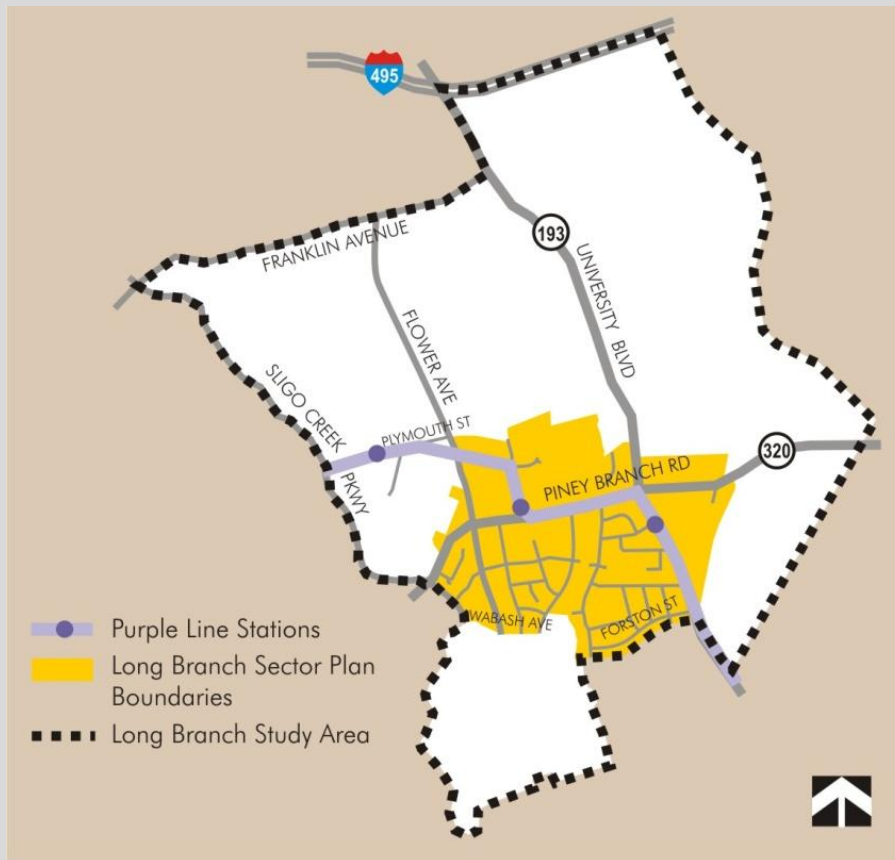 495
193
FRANKLIN AVENUE
UNIVERSITY BLVD
FLOWER AVE
SLIGO CREEK
PKWY
PLYMOUTH ST
320
PINEY BRANCH RD
WABASH AVE
FORSTON ST
Purple Line Stations
Long Branch Sector Plan
Boundaries
Long Branch Study Area